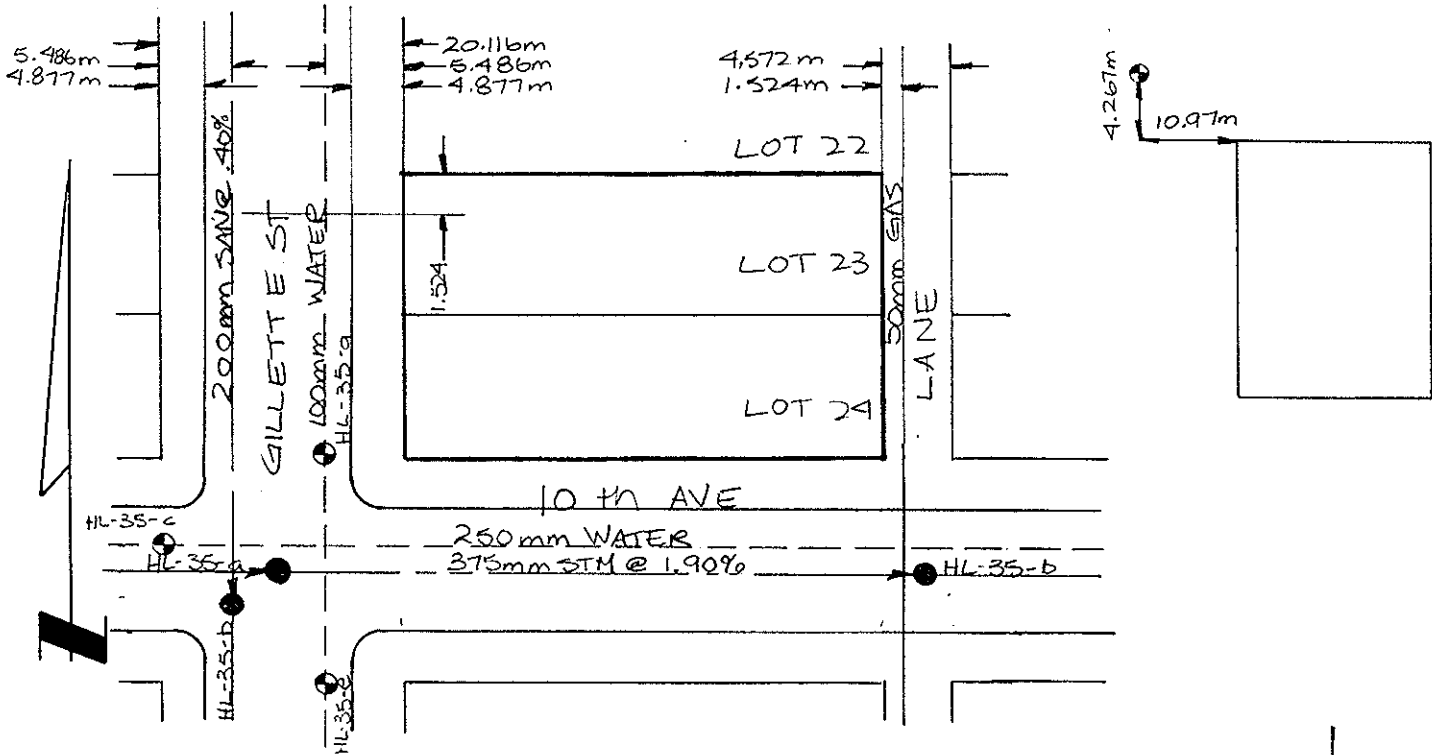 5.486m
4.877m
20.116m
5.486m
4.877m
4.572m
1.524m
4.267m
10.97m
200mm SAN@ .40%
GILLETTE ST
100mm WATER
HL-35-g
1.524
LOT 22
LOT 23
LOT 24
50mm GAS
LANE
10th AVE
HL-35-c
250mm WATER
HL-35-a
375mm STM @ 1.90%
HL-35-b
HL-35-b
HL-35-e